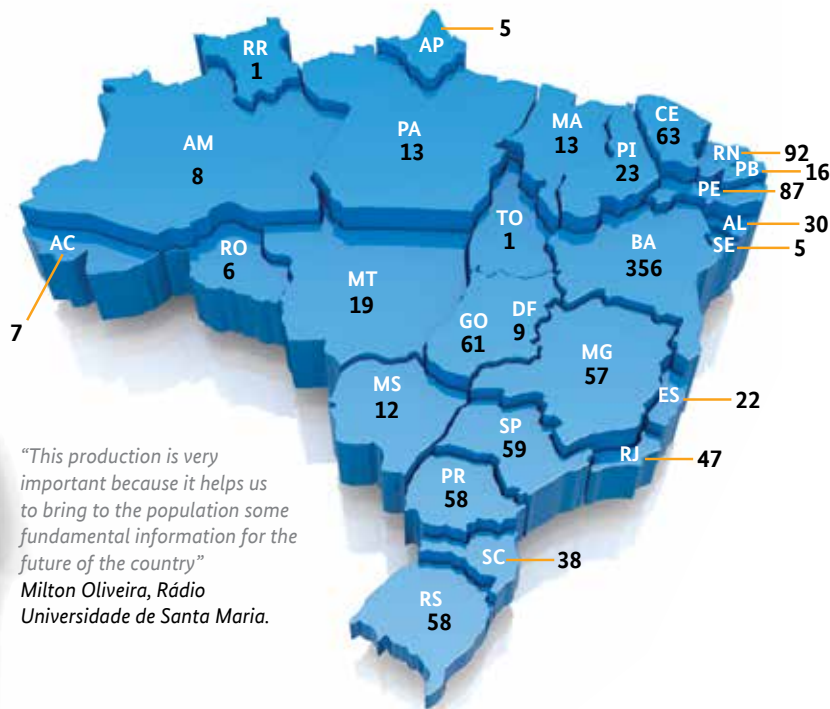 5
AP
RR
1
CE
63
MA
13
PA
13
PI
23
RN 92
PB 16
PE 87
AM
8
TO
1
AL 30
SE 5
BA
356
AC
7
RO
6
MT
19
DF
9
GO
61
MG
57
MS
12
ES 22
SP
59
RJ 47
PR
58
SC 38
RS
58
“This production is very
important because it helps us
to bring to the population some
fundamental information for the
future of the country”
Milton Oliveira, Rádio
Universidade de Santa Maria.